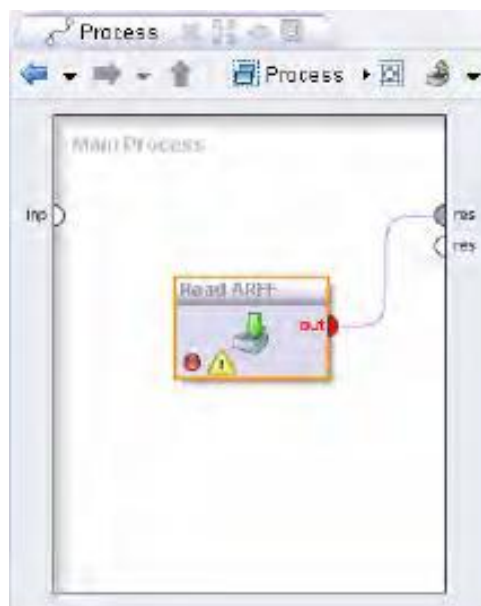 Process
Process
Main Process
inp
res
res
Read ARFF
out